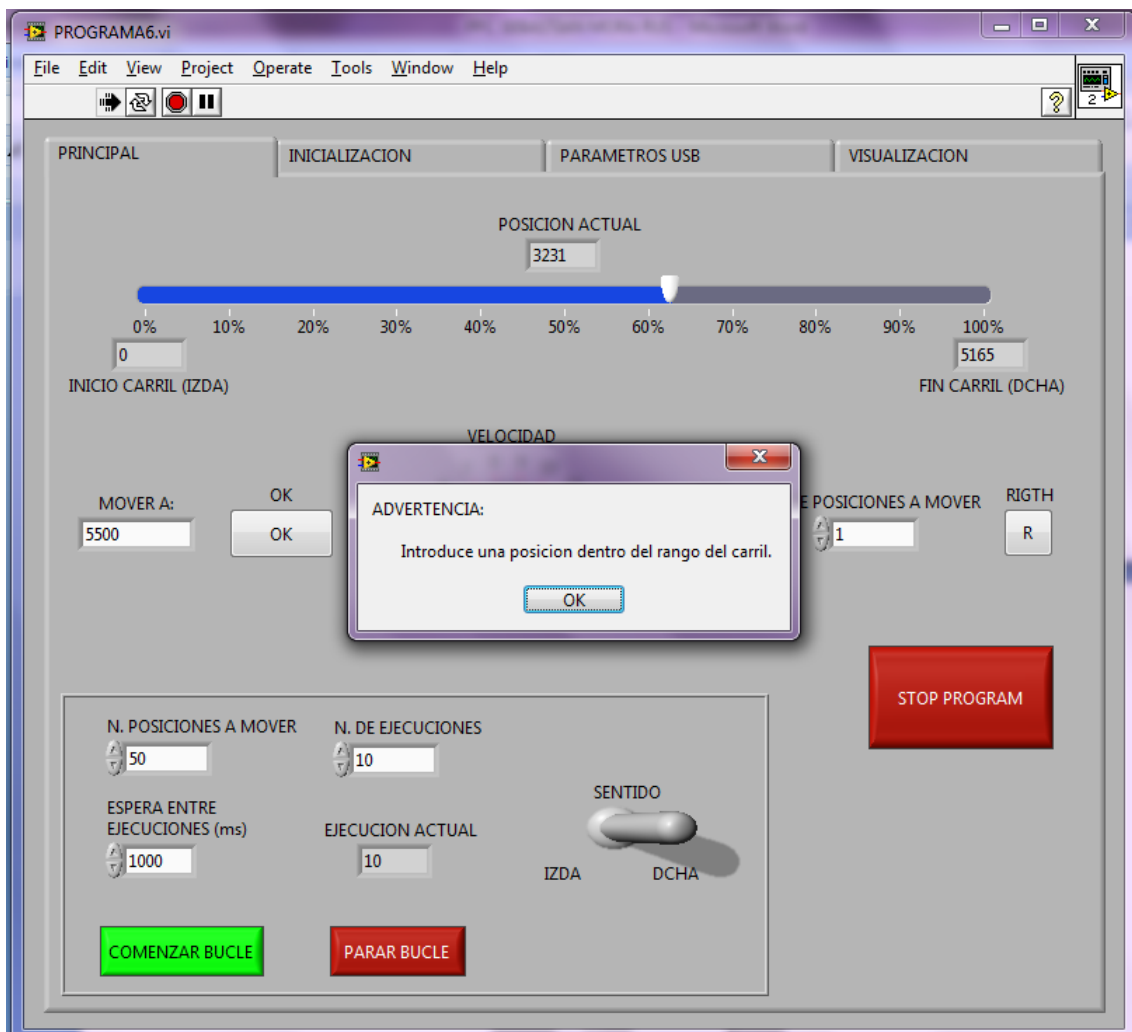 PROGRAMA6.vi
File Edit View Project Operate Tools Window Help
2
PRINCIPAL INICIALIZACION PARAMETROS USB VISUALIZACION
POSICION ACTUAL
3231
0% 10% 20% 30% 40% 50% 60% 70% 80% 90% 100%
0 5165
INICIO CARRIL (IZDA) FIN CARRIL (DCHA)
VELOCIDAD
MOVER A: OK E POSICIONES A MOVER RIGTH
5500 OK 1 R
ADVERTENCIA:
Introduce una posicion dentro del rango del carril.
OK
STOP PROGRAM
N. POSICIONES A MOVER N. DE EJECUCIONES
50 10
SENTIDO
ESPERA ENTRE
EJECUCIONES (ms) EJECUCION ACTUAL
1000 10
IZDA DCHA
COMENZAR BUCLE PARAR BUCLE